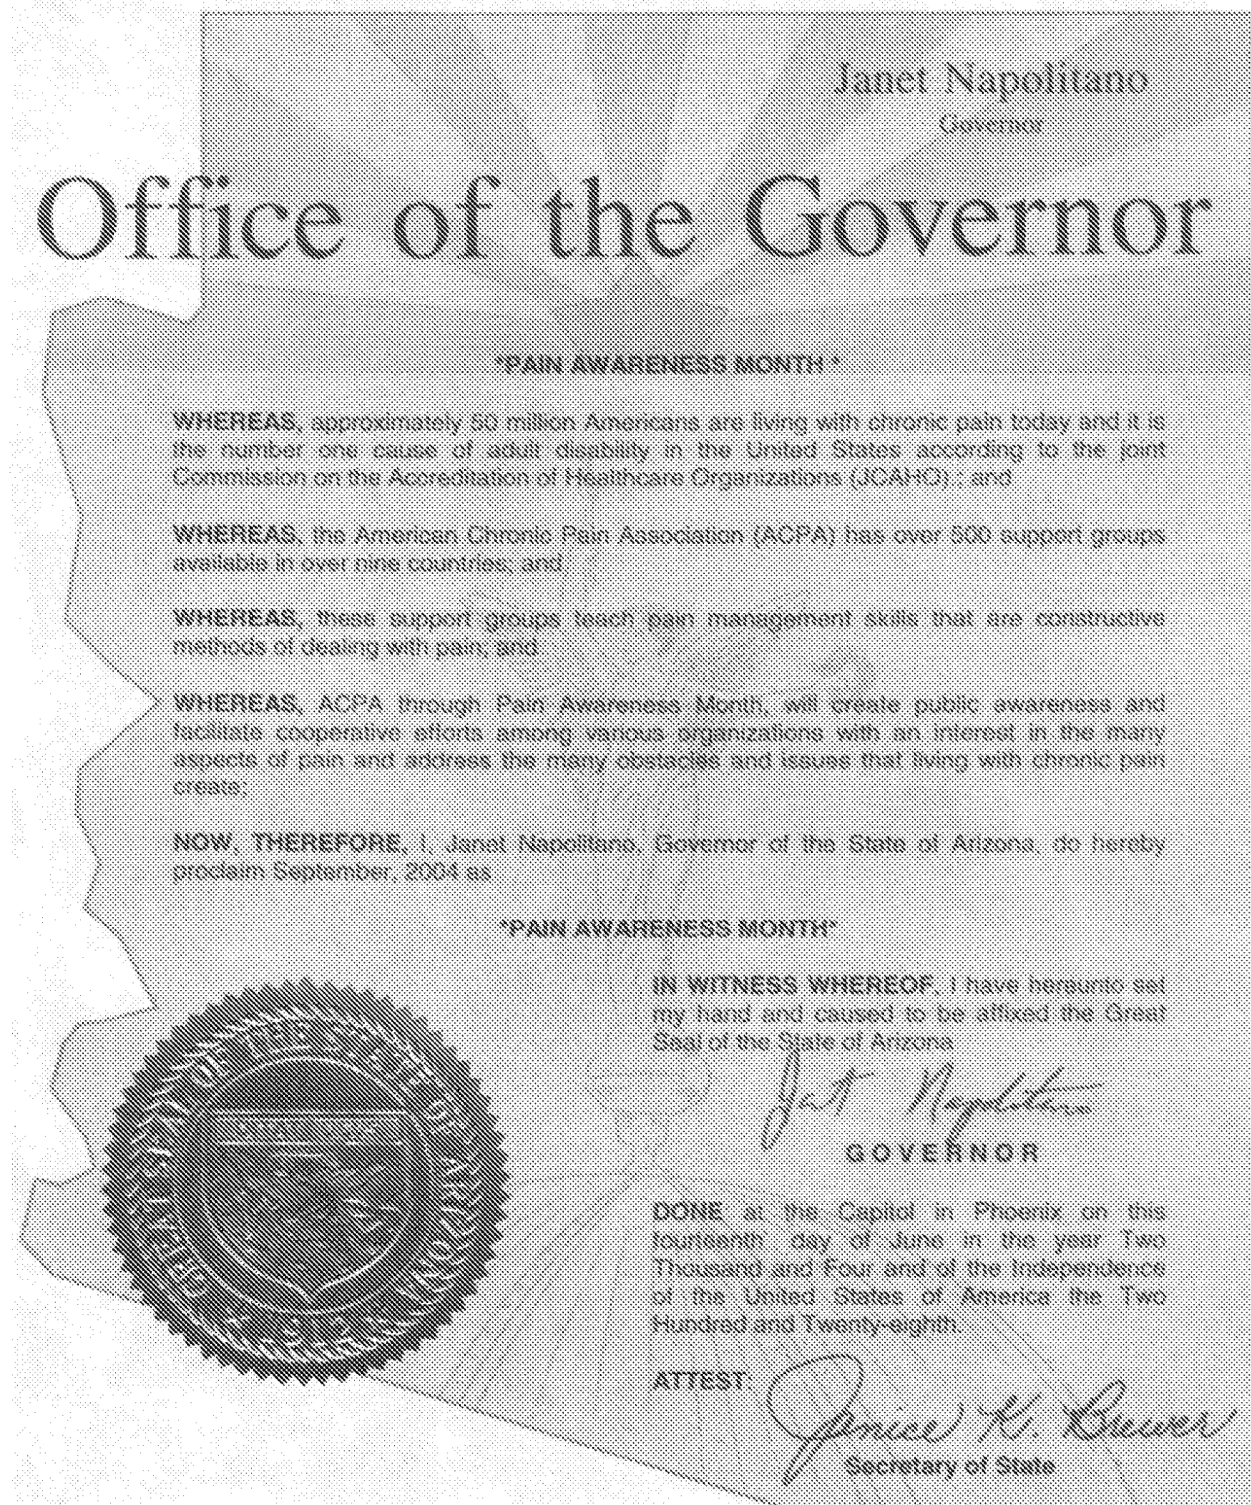 Janet Napolitano
Governor
Office of the Governor
"PAIN AWARENESS MONTH "
WHEREAS, approximately 50 million Americans are living with chronic pain today and it is
the number one cause of adult disability in the United States according to the joint
Commission on the Accreditation of Healthcare Organizations (JCAHO).; and
WHEREAS, the American Chronic Pain Association (ACPA) has over 500 support groups
available in over nine countries; and
WHEREAS, these support groups teach pain management skills that are constructive
methods of dealing with pain; and
WHEREAS, ACPA through Pain Awareness Month, will create public awareness and
facilitate cooperative efforts among various organizations with an interest in the many
aspects of pain and address the many obstacles and issues that living with chronic pain
create;
NOW, THEREFORE, I, Janet Napolitano, Governor of the State of Arizona, do hereby
proclaim September, 2004 as
"PAIN AWARENESS MONTH"
IN WITNESS WHEREOF, I have hereunto set
my hand and caused to be affixed the Great
Seal of the State of Arizona
Janet Napolitano
GOVERNOR
DONE at the Capitol in Phoenix on this
fourteenth day of June in the year Two
Thousand and Four and of the Independence
of the United States of America the Two
Hundred and Twenty-eighth.
ATTEST:
Janice K. Brewer
Secretary of State